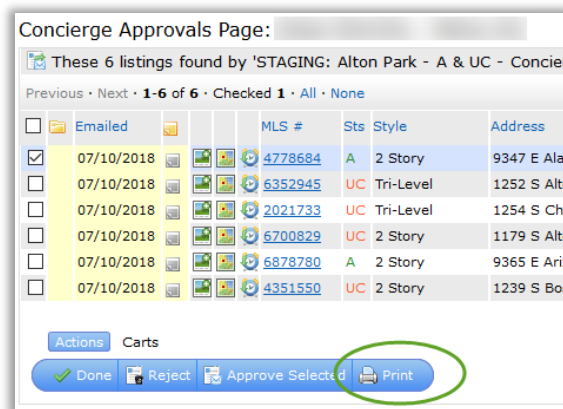 Concierge Approvals Page:
These 6 listings found by 'STAGING: Alton Park - A & UC - Concier
Previous · Next · 1-6 of 6 · Checked 1 · All · None
Emailed MLS # Sts Style Address
07/10/2018 4778684 A 2 Story 9347 E Ala
07/10/2018 6352945 UC Tri-Level 1252 S Alt
07/10/2018 2021733 UC Tri-Level 1254 S Ch
07/10/2018 6700829 UC 2 Story 1179 S Alt
07/10/2018 6878780 A 2 Story 9365 E Ari
07/10/2018 4351550 UC 2 Story 1239 S Bo
Actions Carts
Done Reject Approve Selected Print